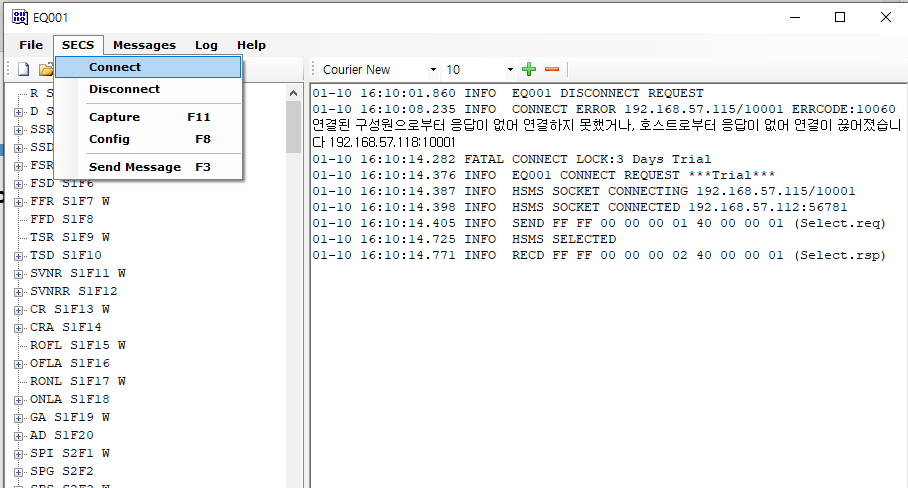 EQ001
File SECS Messages Log Help
Connect
Disconnect
Capture F11
Config F8
Send Message F3
Courier New 10
R S
D S
SSR
SSD
FSR
FSD S1F6
FFR S1F7 W
FFD S1F8
TSR S1F9 W
TSD S1F10
SVNR S1F11 W
SVNRR S1F12
CR S1F13 W
CRA S1F14
ROFL S1F15 W
OFLA S1F16
RONL S1F17 W
ONLA S1F18
GA S1F19 W
AD S1F20
SPI S2F1 W
SPG S2F2
01-10 16:10:01.860 INFO EQ001 DISCONNECT REQUEST
01-10 16:10:08.235 INFO CONNECT ERROR 192.168.57.115/10001 ERRCODE:10060
연결된 구성원으로부터 응답이 없어 연결하지 못했거나, 호스트로부터 응답이 없어 연결이 끊어졌습니
다 192.168.57.118:10001
01-10 16:10:14.282 FATAL CONNECT LOCK:3 Days Trial
01-10 16:10:14.376 INFO EQ001 CONNECT REQUEST ***Trial***
01-10 16:10:14.387 INFO HSMS SOCKET CONNECTING 192.168.57.115/10001
01-10 16:10:14.398 INFO HSMS SOCKET CONNECTED 192.168.57.112:56781
01-10 16:10:14.405 INFO SEND FF FF 00 00 00 01 40 00 00 01 (Select.req)
01-10 16:10:14.725 INFO HSMS SELECTED
01-10 16:10:14.771 INFO RECD FF FF 00 00 00 02 40 00 00 01 (Select.rsp)